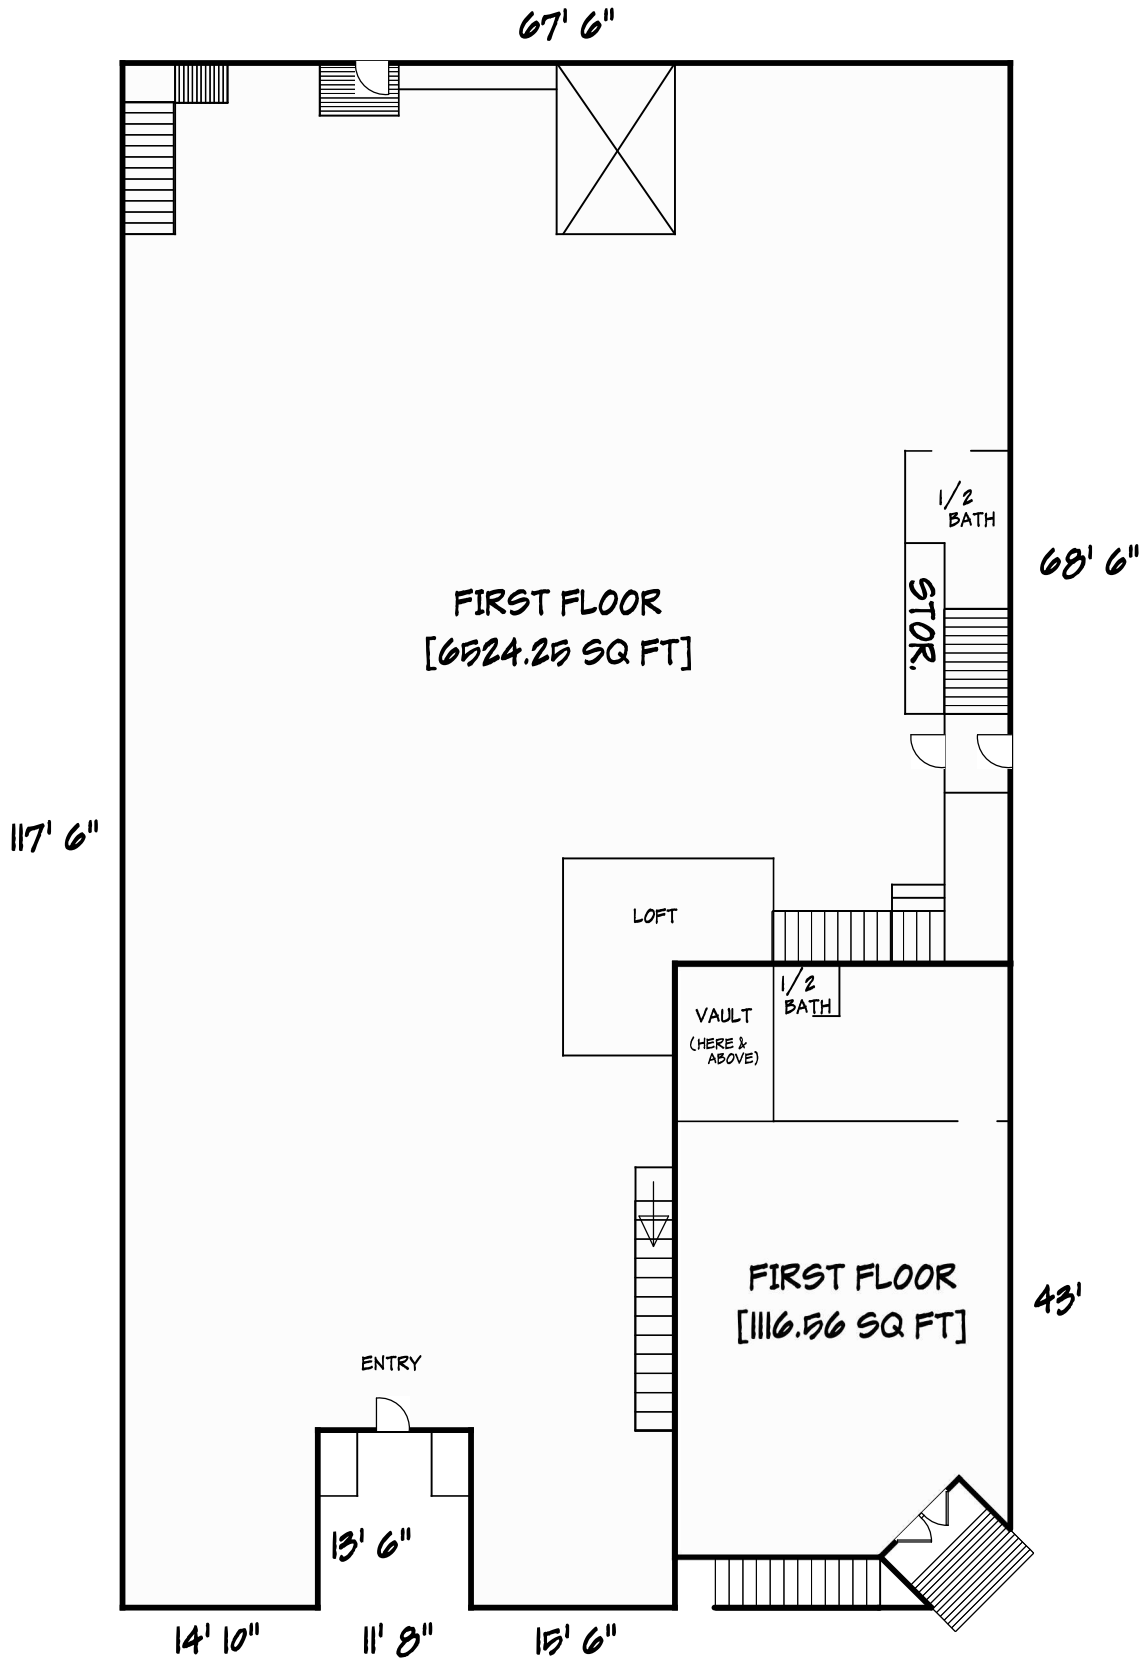 67' 6"
1/2
BATH
68' 6"
STOR.
FIRST FLOOR
[6524.25 SQ FT]
117' 6"
LOFT
1/2
BATH
VAULT
(HERE &
ABOVE)
FIRST FLOOR
[1116.56 SQ FT]
43'
ENTRY
13' 6"
14' 10"
11' 8"
15' 6"